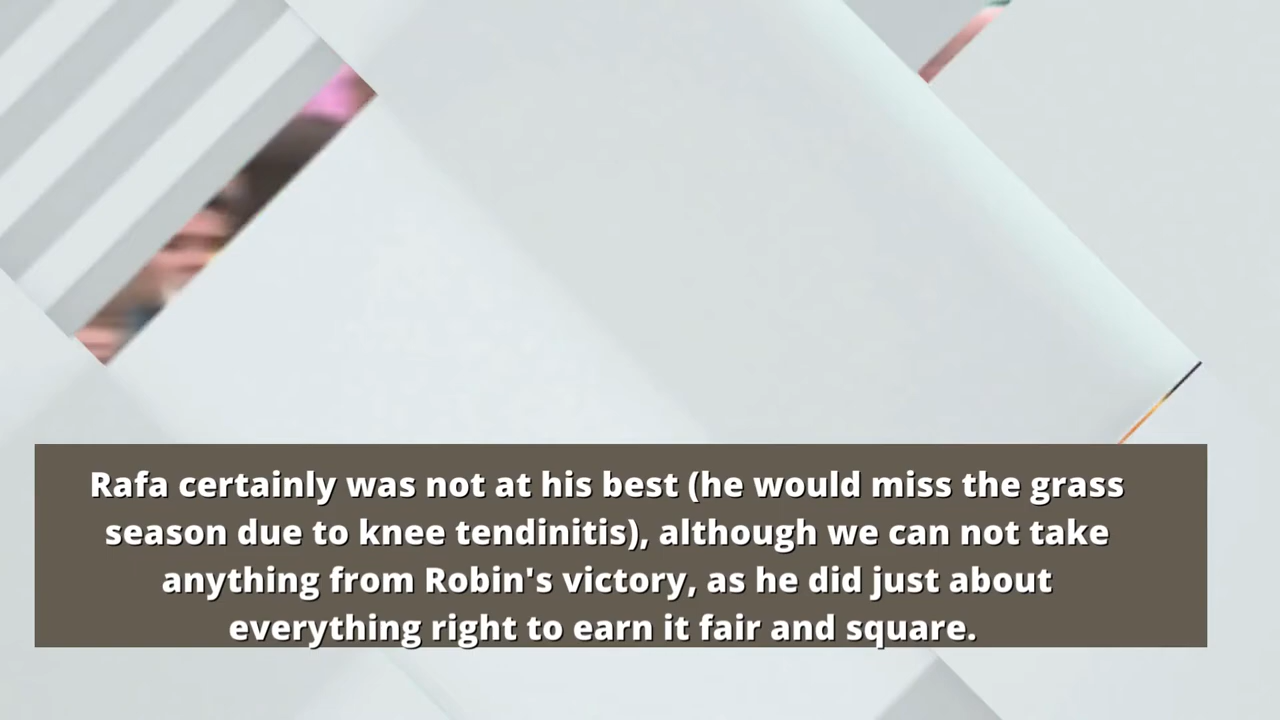 Rafa certainly was not at his best (he would miss the grass
season due to knee tendinitis), although we can not take
anything from Robin's victory, as he did just about
everything right to earn it fair and square.